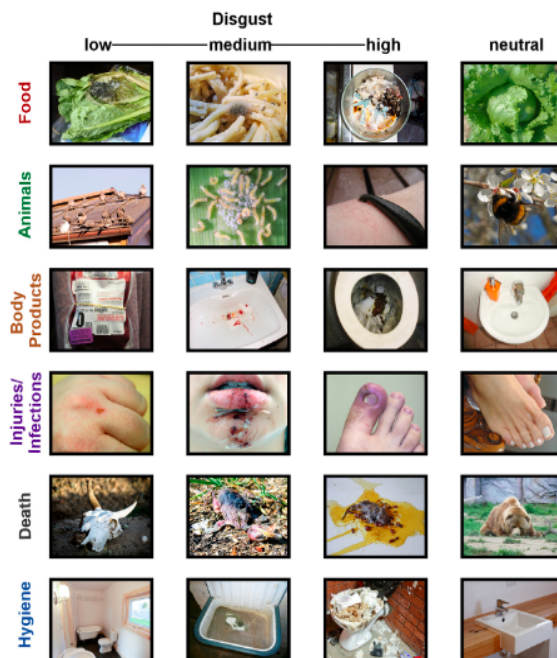 Disgust
low medium high neutral
Food
Animals
Body
Products
Injuries/
Infections
Death
Hygiene